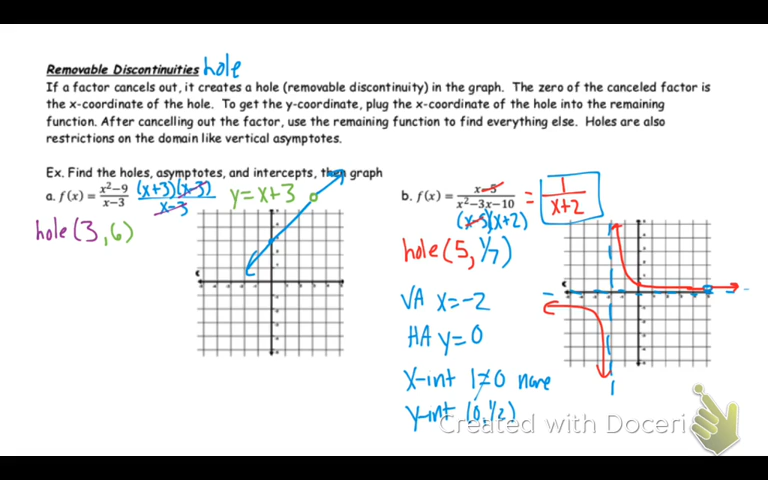 Removable Discontinuities hole
If a factor cancels out, it creates a hole (removable discontinuity) in the graph. The zero of the canceled factor is
the x-coordinate of the hole. To get the y-coordinate, plug the x-coordinate of the hole into the remaining
function. After cancelling out the factor, use the remaining function to find everything else. Holes are also
restrictions on the domain like vertical asymptotes.
Ex. Find the holes, asymptotes, and intercepts, then graph
a. f(x) = (x² - 9)/(x - 3) (x+3)(x-3)/(x-3) y = x+3
hole (3, 6)
b. f(x) = (x - 5)/(x² - 3x - 10) = 1/(x+2)
(x-5)(x+2)
hole (5, 1/7)
VA x = -2
HA y = 0
x-int 1 ≠ 0 none
y-int (0, 1/2)
Created with Doceri